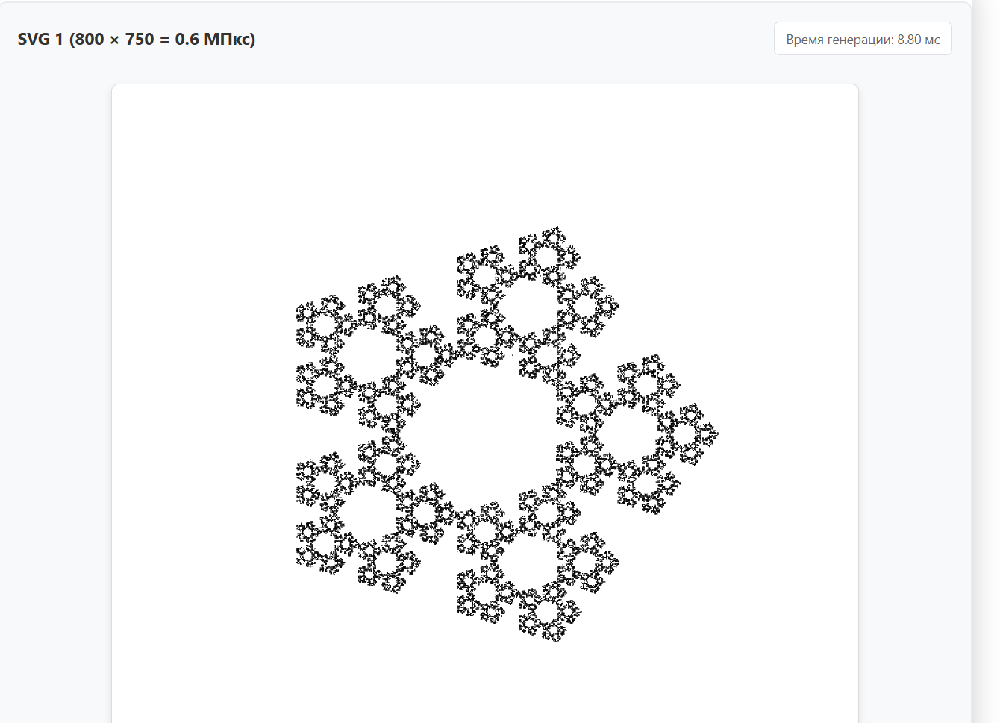 SVG 1 (800 × 750 = 0.6 МПкс)
Время генерации: 8.80 мс